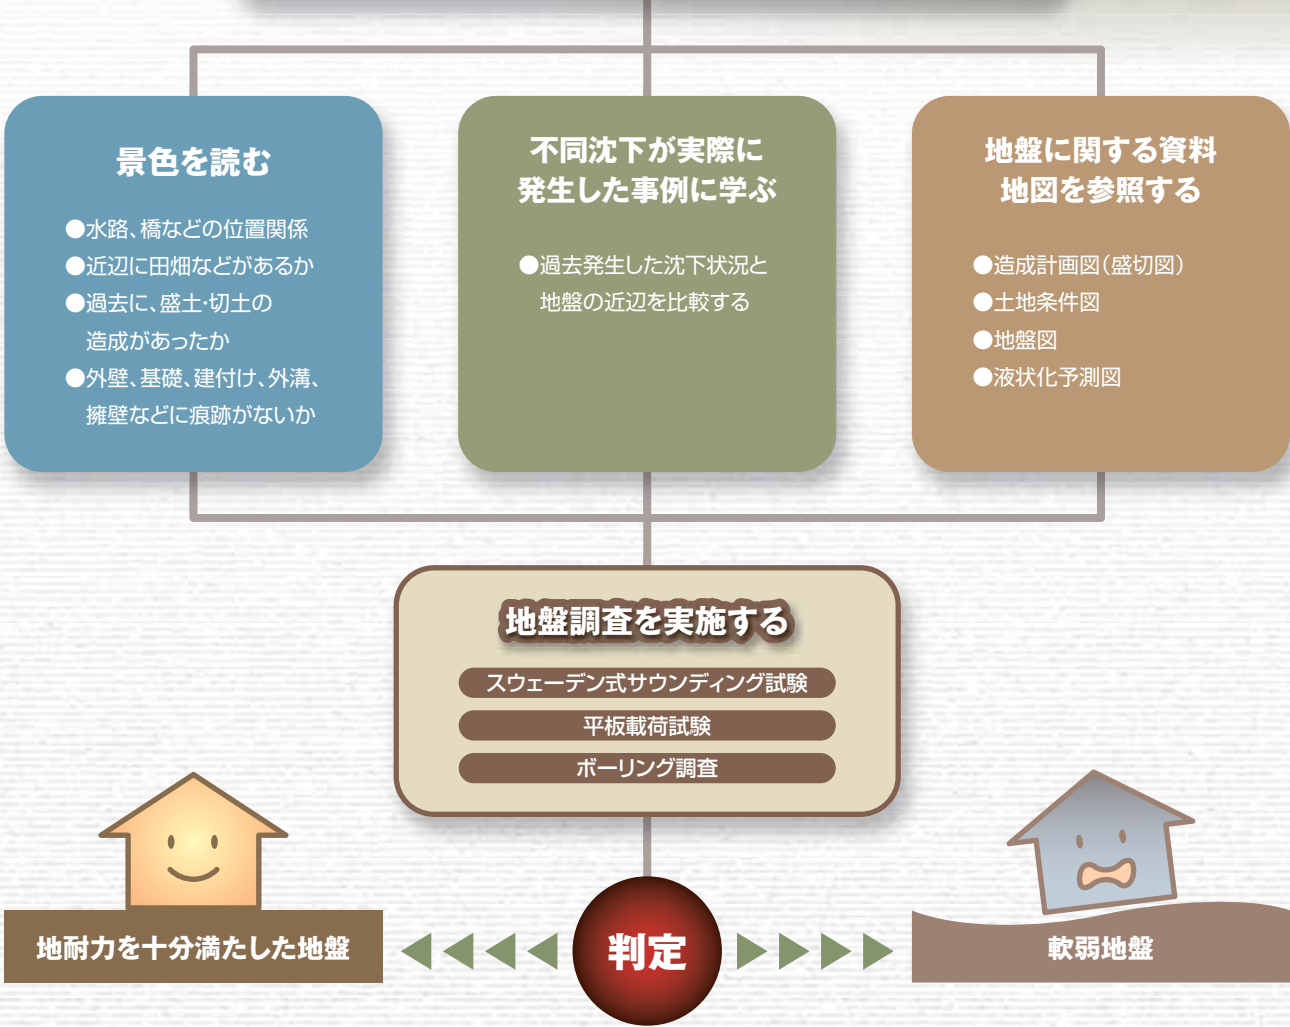 景色を読む
●水路、橋などの位置関係
●近辺に田畑などがあるか
●過去に、盛土・切土の
造成があったか
●外壁、基礎、建付け、外溝、
擁壁などに痕跡がないか
不同沈下が実際に
発生した事例に学ぶ
●過去発生した沈下状況と
地盤の近辺を比較する
地盤に関する資料
地図を参照する
●造成計画図（盛切図）
●土地条件図
●地盤図
●液状化予測図
地盤調査を実施する
スウェーデン式サウンディング試験
平板載荷試験
ボーリング調査
地耐力を十分満たした地盤
判定
軟弱地盤